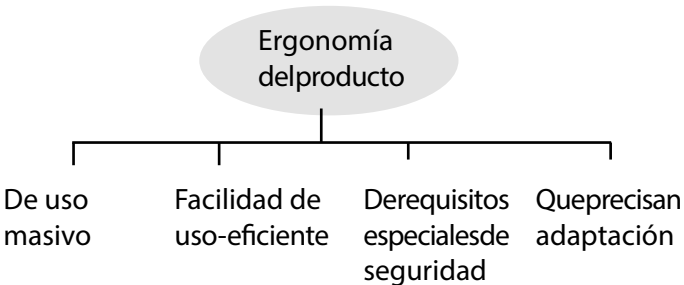 Ergonomía
delproducto
De uso
masivo
Facilidad de
uso-eficiente
Derequisitos
especialesde
seguridad
Queprecisan
adaptación